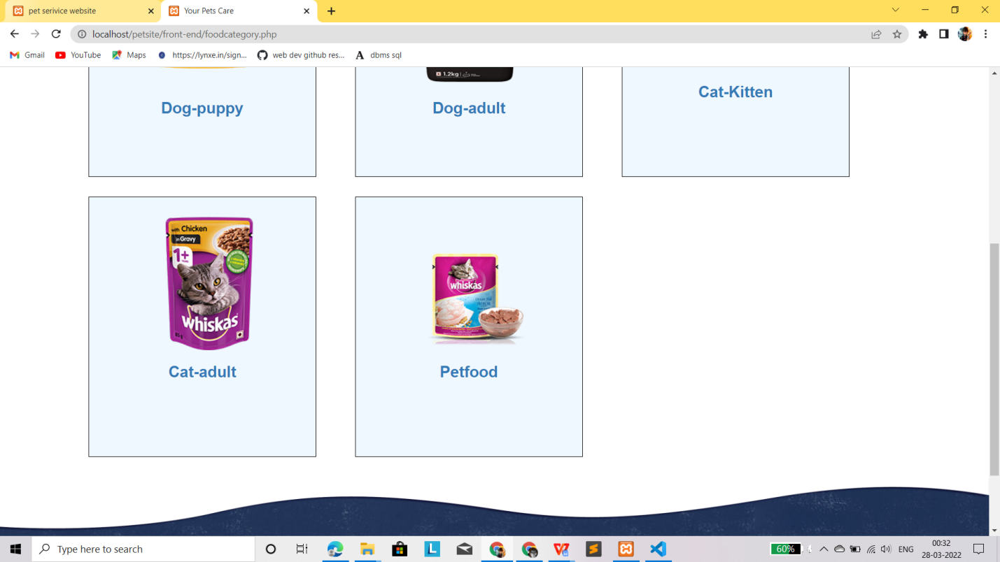 pet serivice website
Your Pets Care
localhost/petsite/front-end/foodcategory.php
Gmail
YouTube
Maps
https://lynxe.in/sign...
web dev github res...
dbms sql
1.2kg
Dog-puppy
Dog-adult
Cat-Kitten
with Chicken
in Gravy
1+
whiskas
85g
Cat-adult
whiskas
Petfood
Type here to search
60%
ENG
00:32
28-03-2022